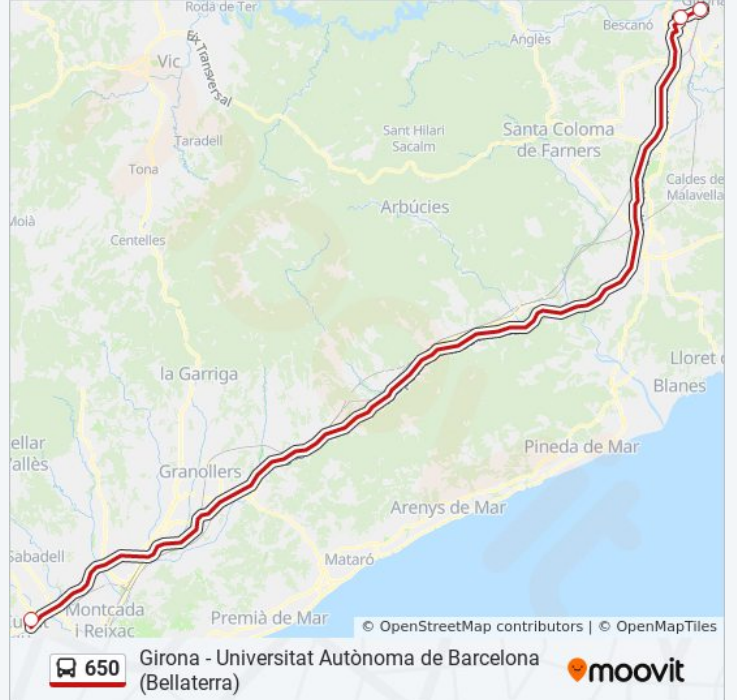 Roda de Ter
Bescanó
Anglès
Vic
Eix Transversal
Sant Hilari
Sacalm
Santa Coloma
de Farners
Taradell
Tona
Caldes de
Malavella
Arbúcies
Centelles
la Garriga
Lloret
Blanes
Pineda de Mar
Granollers
Arenys de Mar
Sabadell
Mataró
Montcada
i Reixac
Premià de Mar
© OpenStreetMap contributors | © OpenMapTiles
650
Girona - Universitat Autònoma de Barcelona
(Bellaterra)
moovit